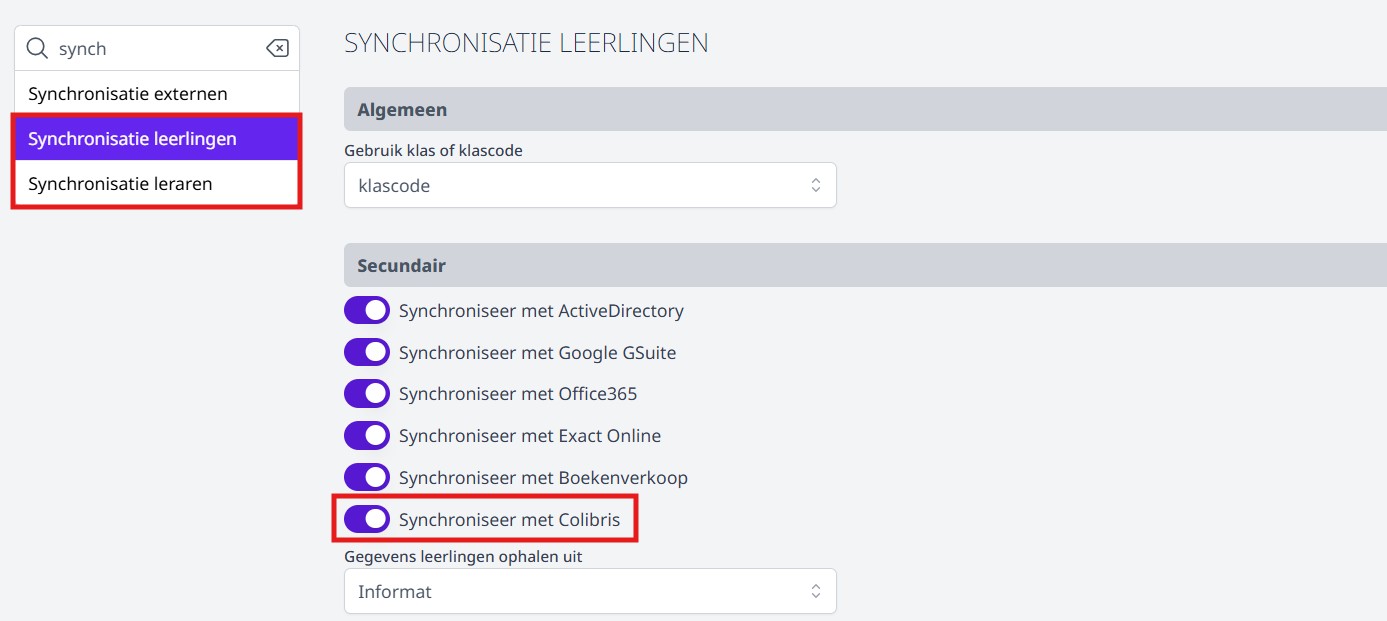 synch
Synchronisatie externen
Synchronisatie leerlingen
Synchronisatie leraren
SYNCHRONISATIE LEERLINGEN
Algemeen
Gebruik klas of klascode
klascode
Secundair
Synchroniseer met ActiveDirectory
Synchroniseer met Google GSuite
Synchroniseer met Office365
Synchroniseer met Exact Online
Synchroniseer met Boekenverkoop
Synchroniseer met Colibris
Gegevens leerlingen ophalen uit
Informat